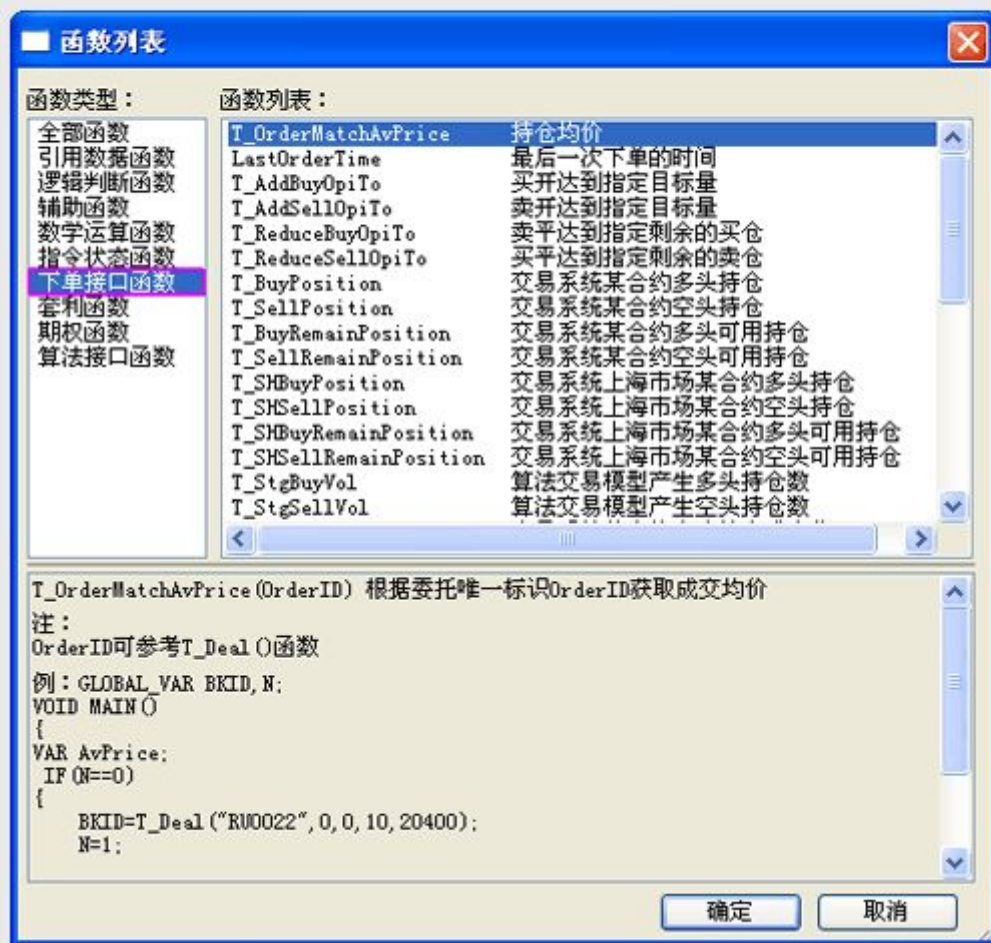 函数列表
函数类型：
函数列表：
全部函数
引用数据函数
逻辑判断函数
辅助函数
数学运算函数
指令状态函数
下单接口函数
套利函数
期权函数
算法接口函数
T_OrderMatchAvPrice 持仓均价
LastOrderTime 最后一次下单的时间
T_AddBuyOpiTo 买开达到指定目标量
T_AddSellOpiTo 卖开达到指定目标量
T_ReduceBuyOpiTo 卖平达到指定剩余的买仓
T_ReduceSellOpiTo 买平达到指定剩余的卖仓
T_BuyPosition 交易系统某合约多头持仓
T_SellPosition 交易系统某合约空头持仓
T_BuyRemainPosition 交易系统某合约多头可用持仓
T_SellRemainPosition 交易系统某合约空头可用持仓
T_SHBuyPosition 交易系统上海市场某合约多头持仓
T_SHSellPosition 交易系统上海市场某合约空头持仓
T_SHBuyRemainPosition 交易系统上海市场某合约多头可用持仓
T_SHSellRemainPosition 交易系统上海市场某合约空头可用持仓
T_StgBuyVol 算法交易模型产生多头持仓数
T_StgSellVol 算法交易模型产生空头持仓数
T_OrderMatchAvPrice(OrderID) 根据委托唯一标识OrderID获取成交均价
注：
OrderID可参考T_Deal()函数
例：GLOBAL_VAR BKID,N;
VOID MAIN()
{
VAR AvPrice;
IF(N==0)
{
BKID=T_Deal("RU0022",0,0,10,20400);
N=1;
确定
取消